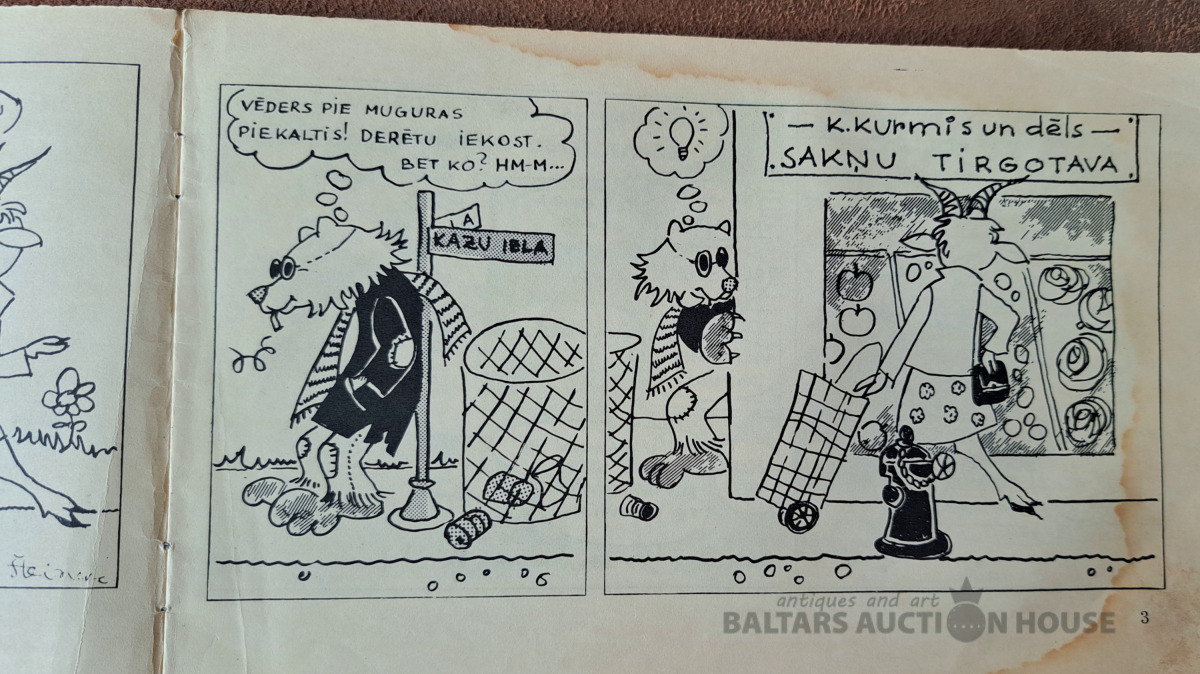 VĒDERS PIE MUGURAS
PIEKALTIS! DERĒTU IEKOST.
BET KO? HM-M...
A
KAZU IELA
— K.Kurmis un dēls —
SAKŅU TIRGOTAVA
antiques and art
BALTARS AUCTION HOUSE
3